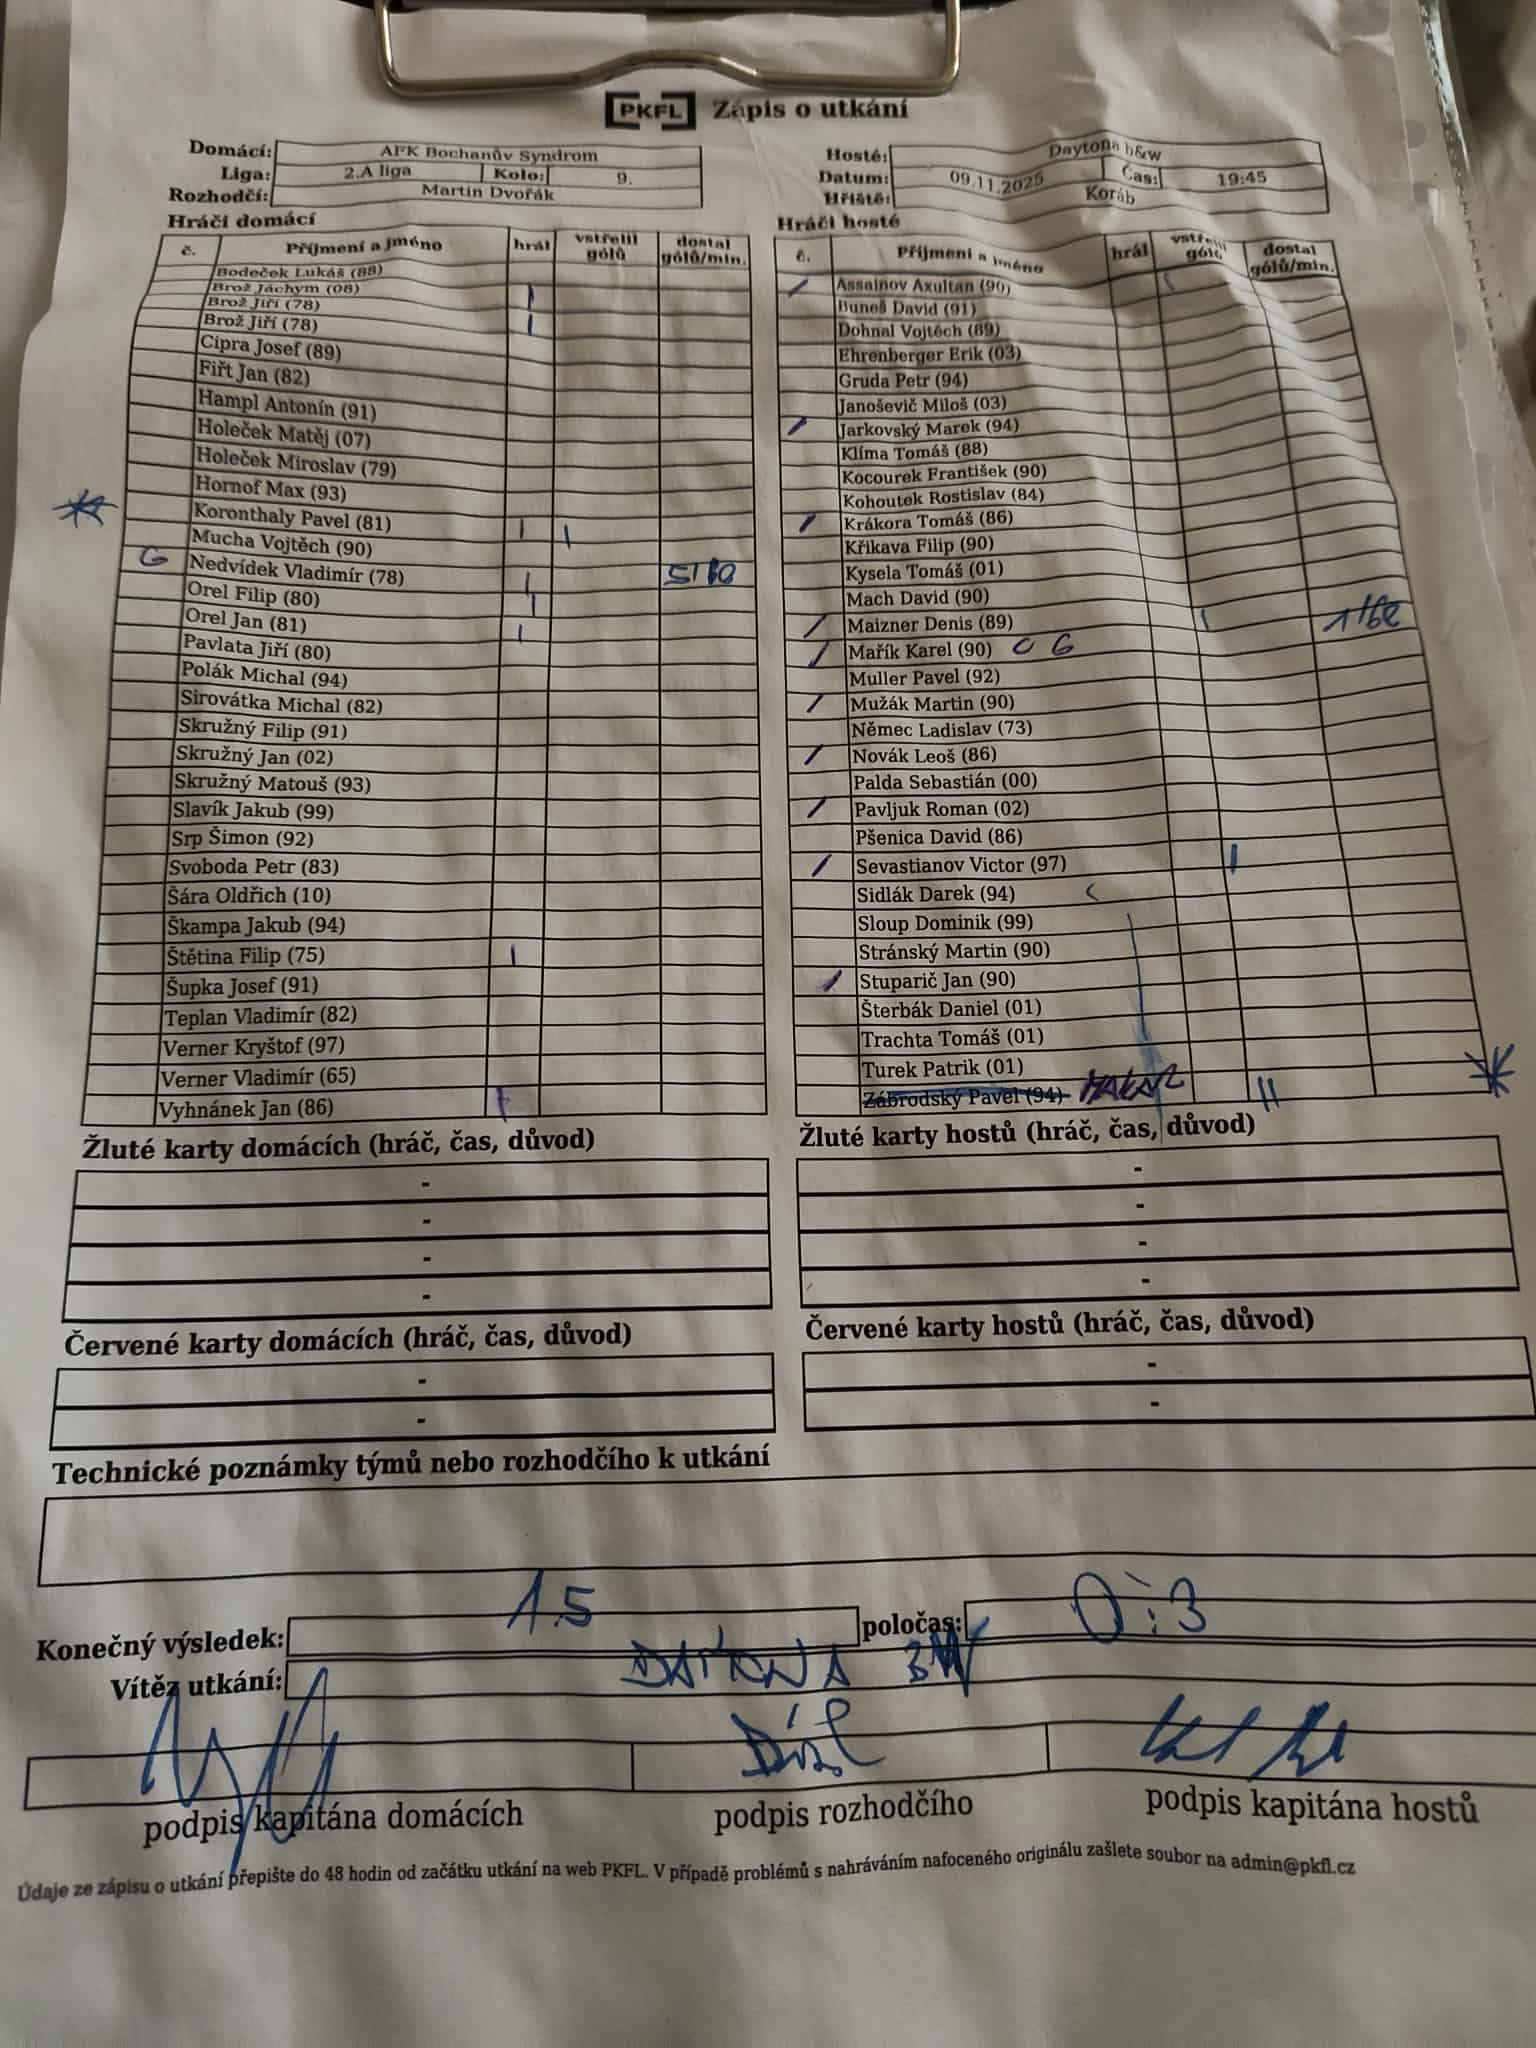 PKFL Zápis o utkání
Domácí: AFK Bochanův Syndrom
Liga: 2.A liga Kolo: 9.
Rozhodčí: Martin Dvořák
Hosté: Daytona b&w
Datum: 09.11.2025 Čas: 19:45
Hřiště: Koráb
Hráči domácí
č. Příjmení a jméno hrál vstřelil gólů dostal gólů/min.
Bodeček Lukáš (88)
Brož Jáchym (08)
Brož Jiří (78) |
Brož Jiří (78) |
Cipra Josef (89)
Fiřt Jan (82)
Hampl Antonín (91)
Holeček Matěj (07)
Holeček Miroslav (79)
Hornof Max (93)
Koronthaly Pavel (81)
Mucha Vojtěch (90) | |
G Nedvídek Vladimír (78) 5/60
Orel Filip (80) |
Orel Jan (81) |
Pavlata Jiří (80) |
Polák Michal (94)
Sirovátka Michal (82)
Skružný Filip (91)
Skružný Jan (02)
Skružný Matouš (93)
Slavík Jakub (99)
Srp Šimon (92)
Svoboda Petr (83)
Šára Oldřich (10)
Škampa Jakub (94)
Štětina Filip (75) |
Šupka Josef (91)
Teplan Vladimír (82)
Verner Kryštof (97)
Verner Vladimír (65)
Vyhnánek Jan (86)
Hráči hosté
č. Příjmení a jméno hrál vstřelil gólů dostal gólů/min.
/ Assainov Axultan (90)
Buneš David (91)
Dohnal Vojtěch (89)
Ehrenberger Erik (03)
Gruda Petr (94)
Janoševič Miloš (03)
/ Jarkovský Marek (94)
Klíma Tomáš (88)
Kocourek František (90)
Kohoutek Rostislav (84)
/ Krákora Tomáš (86)
Křikava Filip (90)
Kysela Tomáš (01)
Mach David (90)
/ Maizner Denis (89) | 1/60
/ Mařík Karel (90) C G
Muller Pavel (92)
/ Mužák Martin (90)
Němec Ladislav (73)
/ Novák Leoš (86)
Palda Sebastián (00)
/ Pavljuk Roman (02)
Pšenica David (86)
/ Sevastianov Victor (97) |
Sidlák Darek (94)
Sloup Dominik (99)
Stránský Martin (90)
/ Stuparič Jan (90)
Šterbák Daniel (01)
Trachta Tomáš (01)
Turek Patrik (01)
Zábrodský Pavel (94) ||
Žluté karty domácích (hráč, čas, důvod)
-
-
-
-
Žluté karty hostů (hráč, čas, důvod)
-
-
-
-
Červené karty domácích (hráč, čas, důvod)
-
-
Červené karty hostů (hráč, čas, důvod)
-
-
Technické poznámky týmů nebo rozhodčího k utkání
Konečný výsledek: 1.5 poločas: 0:3
Vítěz utkání: DAYTONA BW
podpis kapitána domácích podpis rozhodčího podpis kapitána hostů
Údaje ze zápisu o utkání přepište do 48 hodin od začátku utkání na web PKFL. V případě problémů s nahráváním nafoceného originálu zašlete soubor na admin@pkfl.cz